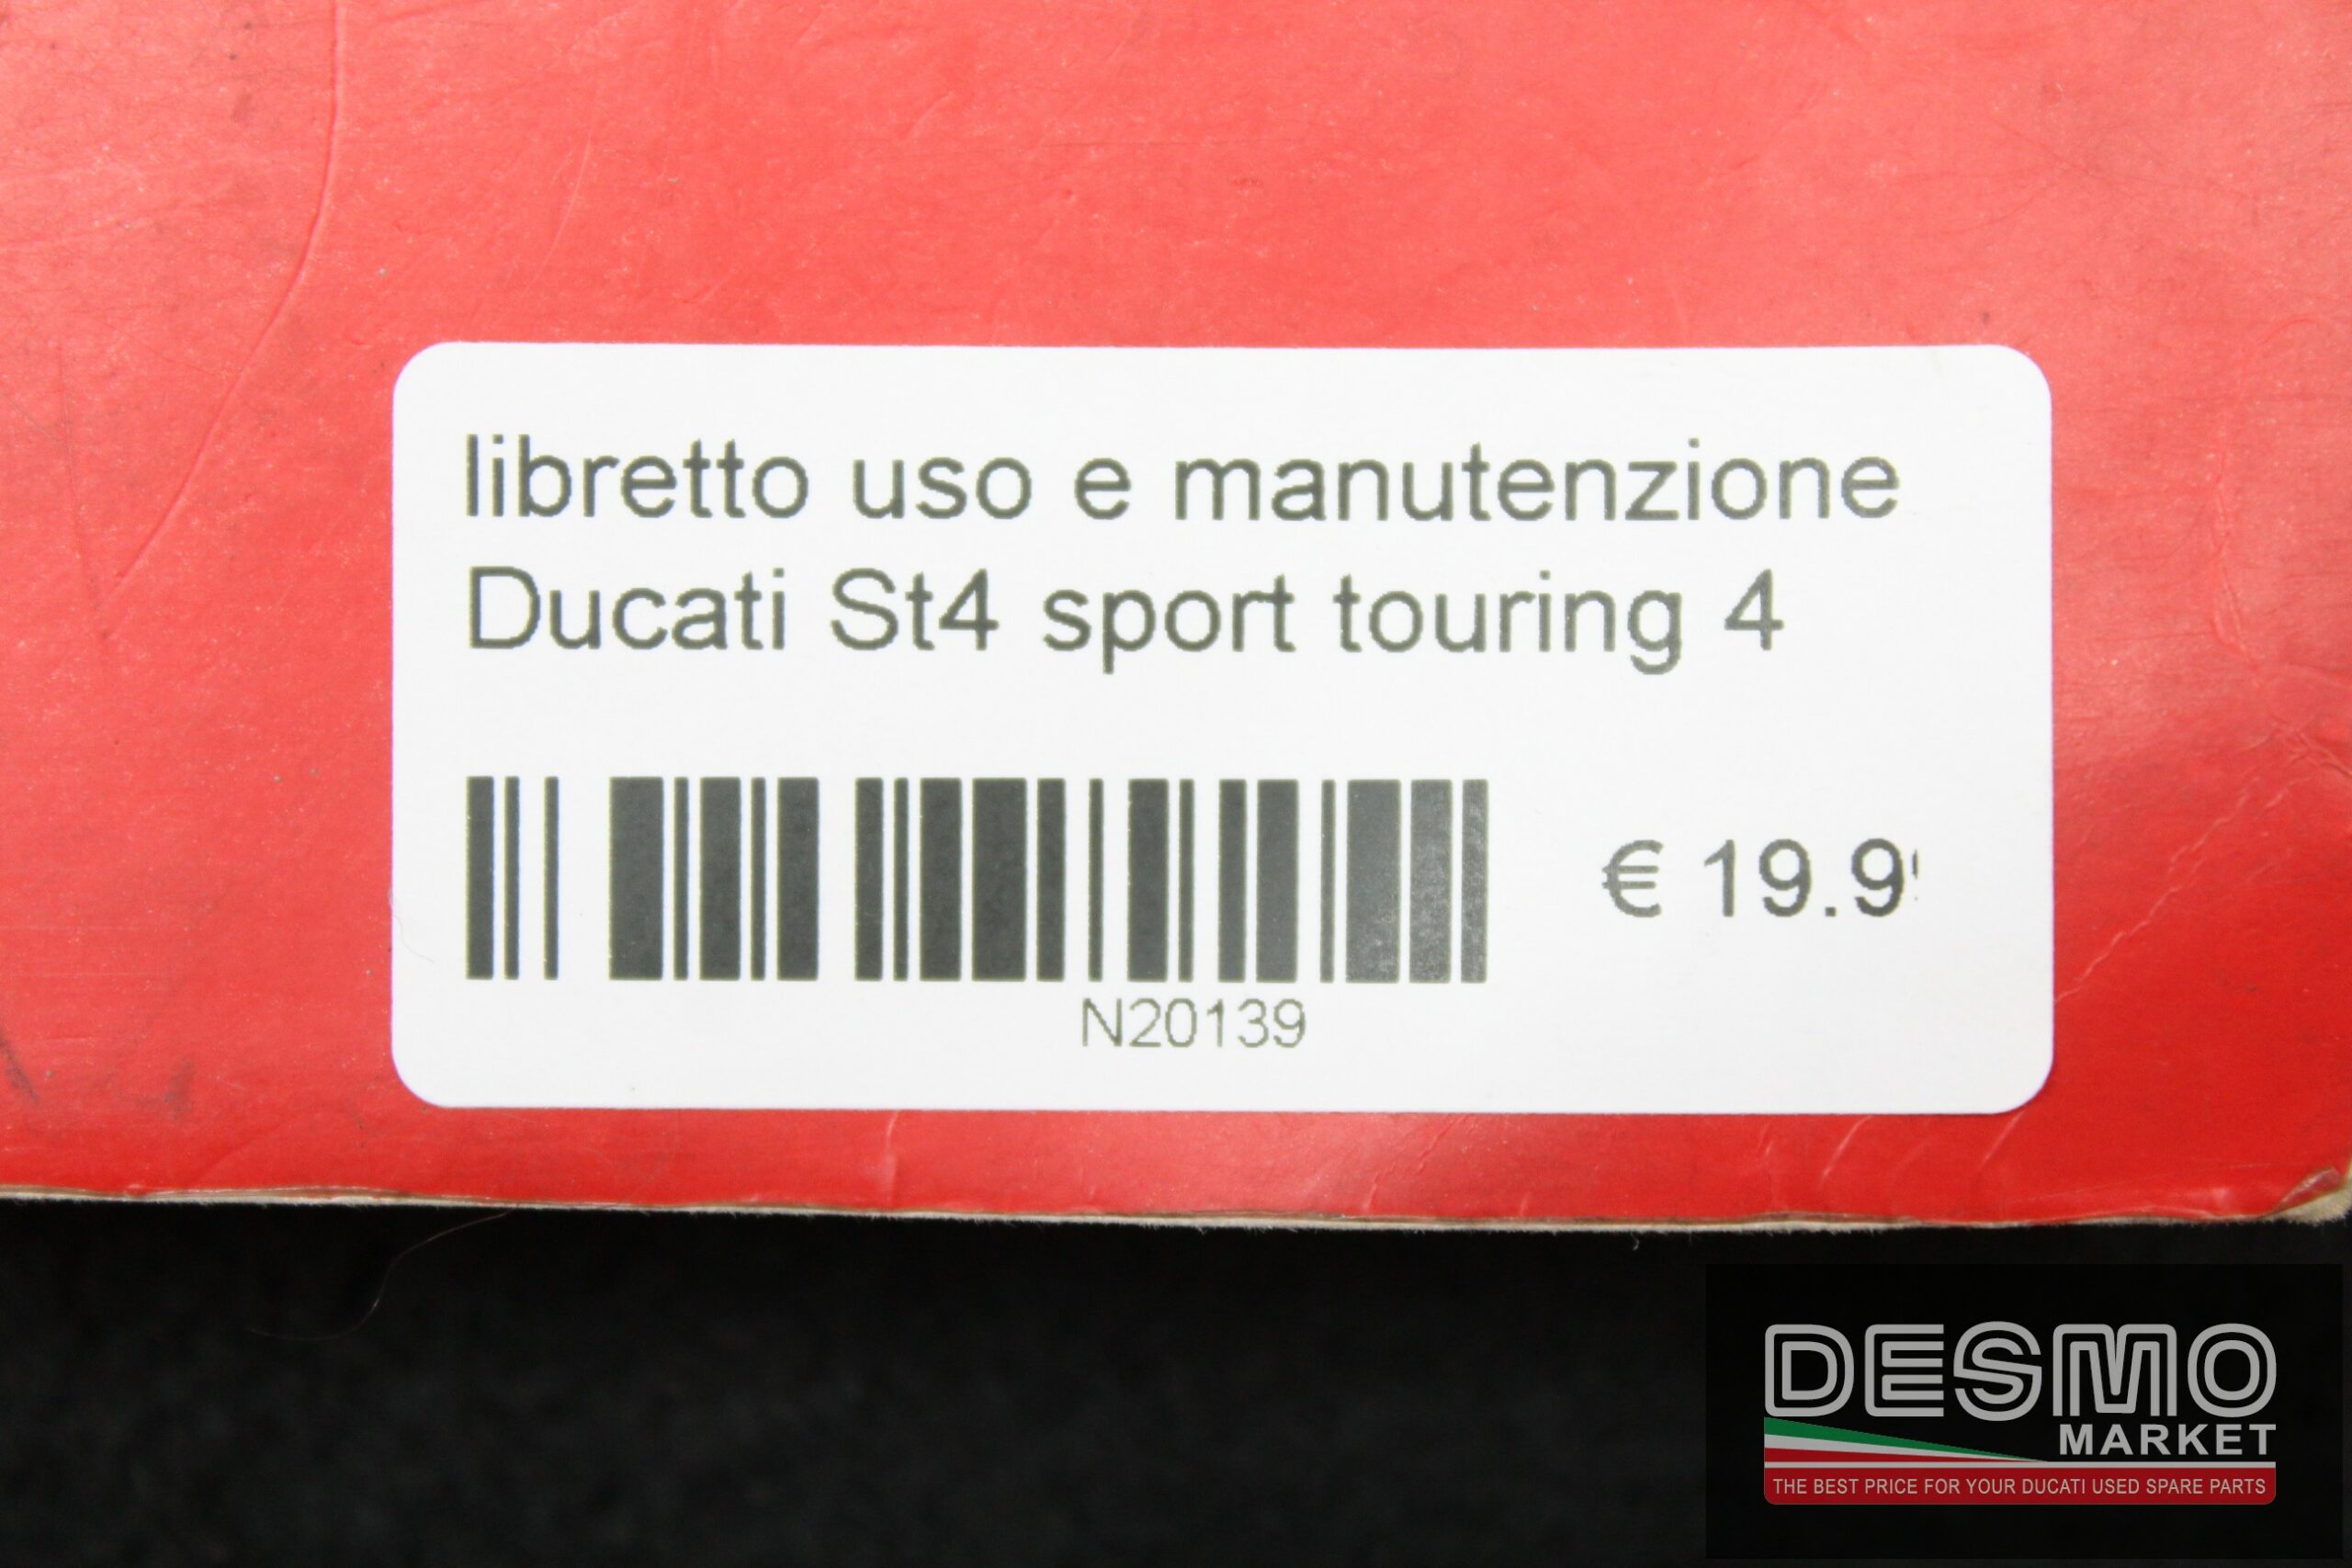 libretto uso e manutenzione
Ducati St4 sport touring 4
€ 19.9
N20139
DESMO
MARKET
THE BEST PRICE FOR YOUR DUCATI USED SPARE PARTS